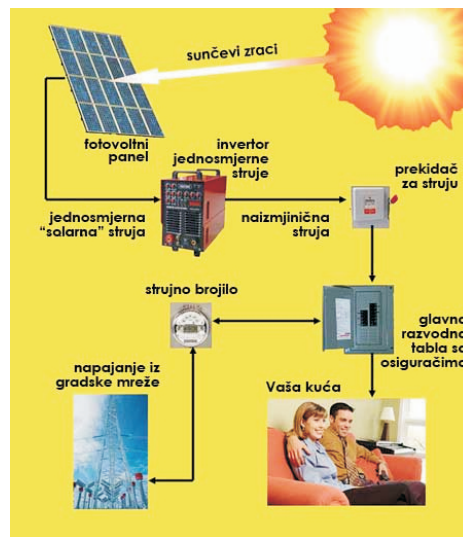 sunčevi zraci
fotovoltni
panel
invertor
jednosmjerne
struje
prekidač
za struju
jednosmjerna
"solarna" struja
naizmjinična
struja
strujno brojilo
glavna
razvodna
tabla sa
osiguračima
napajanje iz
gradske mreže
Vaša kuća